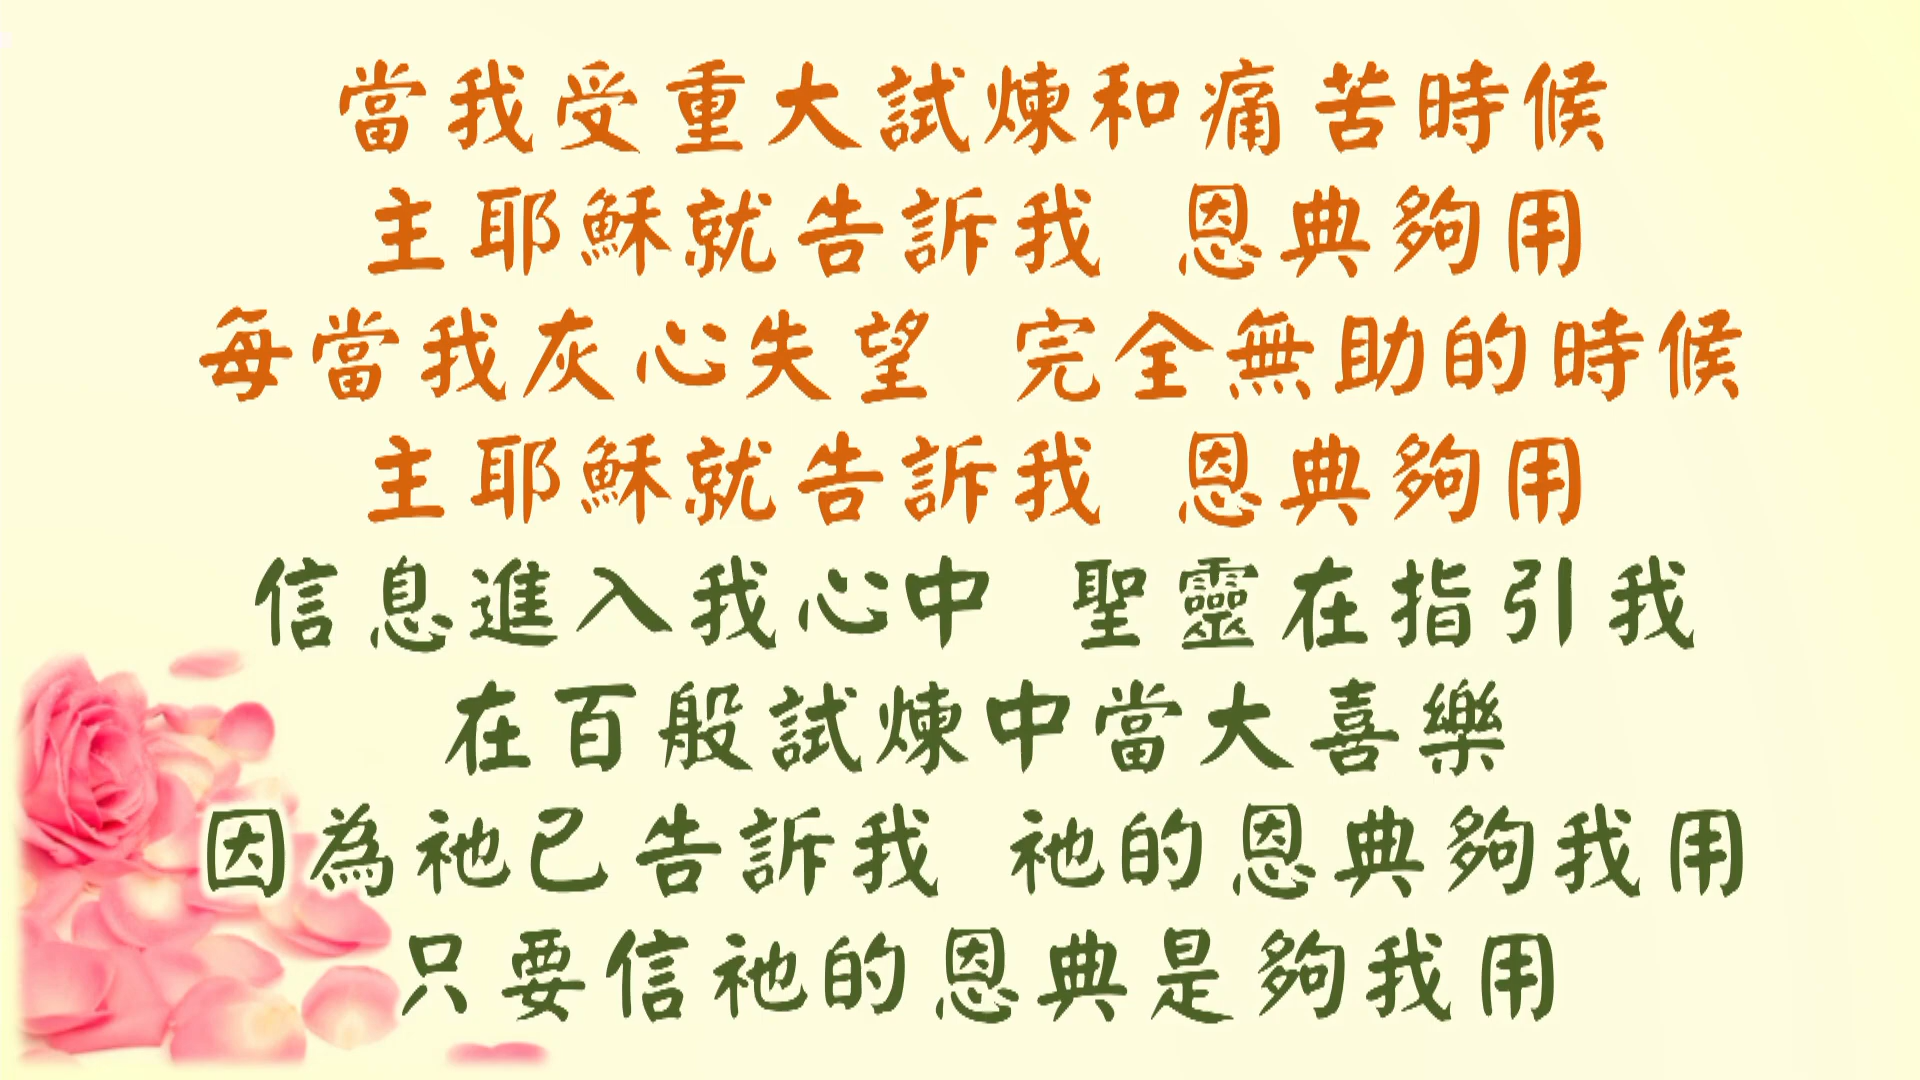 當我受重大試煉和痛苦時候
主耶穌就告訴我 恩典夠用
每當我灰心失望 完全無助的時候
主耶穌就告訴我 恩典夠用
信息進入我心中 聖靈在指引我
在百般試煉中當大喜樂
因為祂已告訴我 祂的恩典夠我用
只要信祂的恩典是夠我用